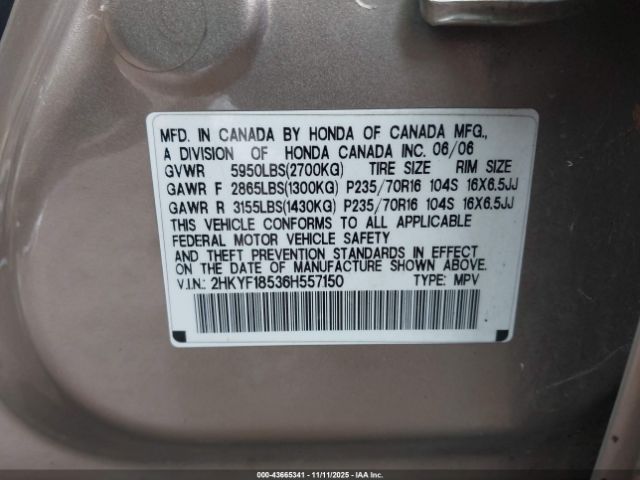 MFD. IN CANADA BY HONDA OF CANADA MFG.,
A DIVISION OF HONDA CANADA INC. 06/06
GVWR 5950LBS(2700KG) TIRE SIZE RIM SIZE
GAWR F 2865LBS(1300KG) P235/70R16 104S 16X6.5JJ
GAWR R 3155LBS(1430KG) P235/70R16 104S 16X6.5JJ
THIS VEHICLE CONFORMS TO ALL APPLICABLE
FEDERAL MOTOR VEHICLE SAFETY
AND THEFT PREVENTION STANDARDS IN EFFECT
ON THE DATE OF MANUFACTURE SHOWN ABOVE.
V.I.N.: 2HKYF18536H557150 TYPE: MPV
000-43665341 - 11/11/2025 - IAAI Inc.